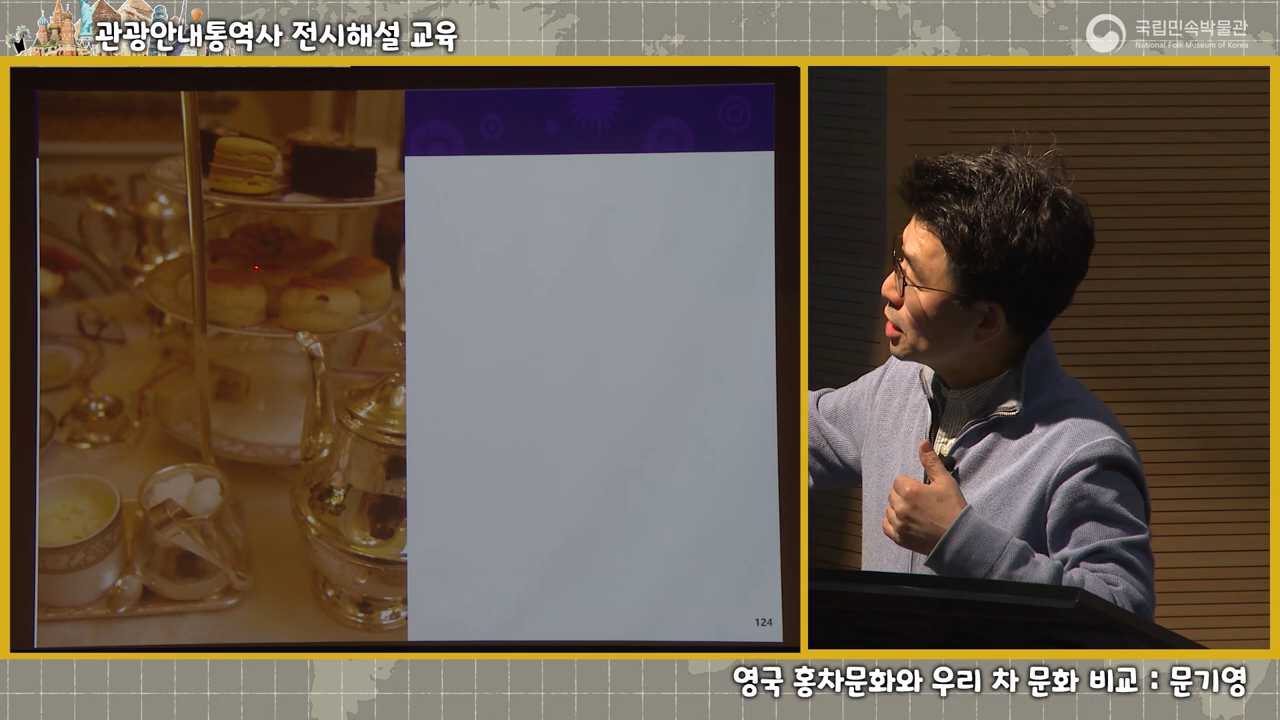 관광안내통역사 전시해설 교육
국립민속박물관
National Folk Museum of Korea
124
영국 홍차문화와 우리 차 문화 비교 : 문기영